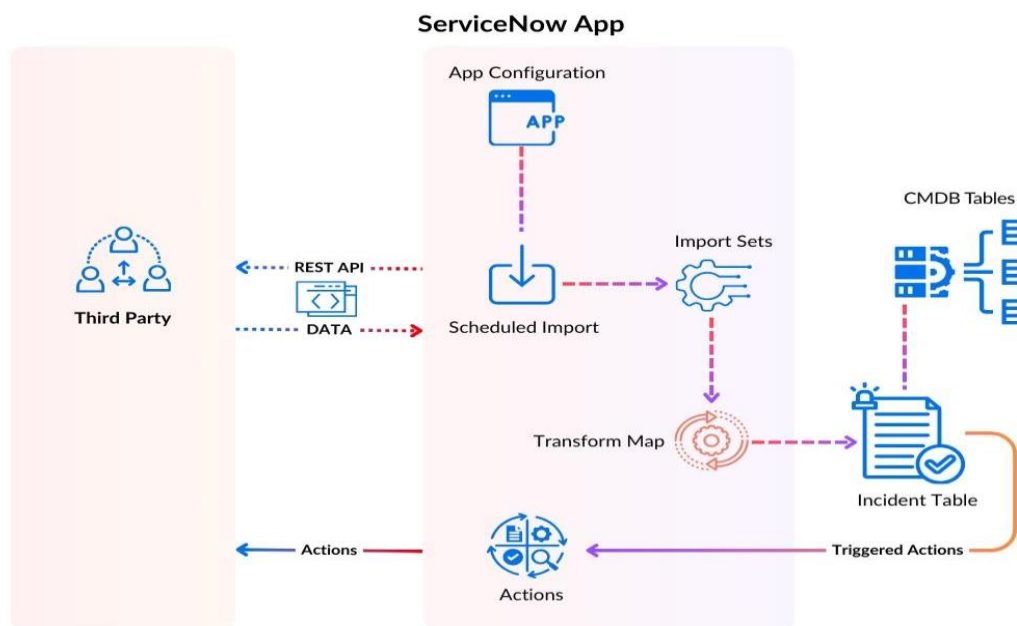 ServiceNow App
App Configuration
APP
CMDB Tables
Import Sets
REST API
Third Party
DATA
Scheduled Import
Transform Map
Incident Table
Actions
Triggered Actions
Actions